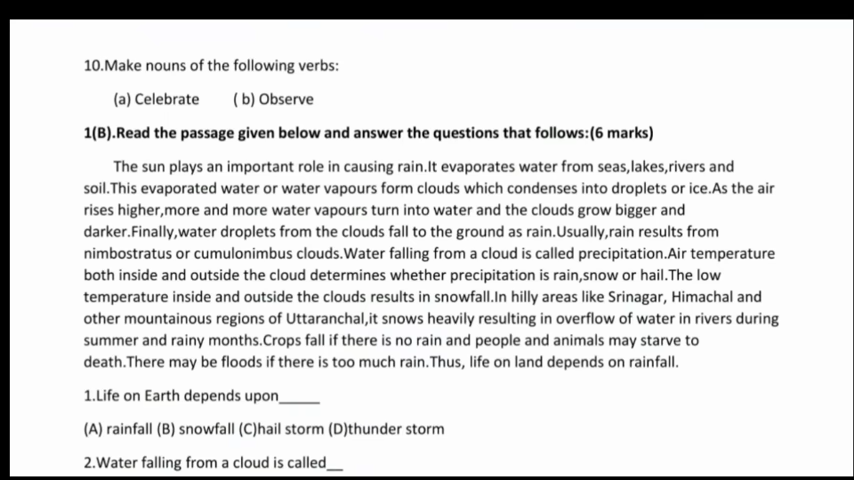 10.Make nouns of the following verbs:
(a) Celebrate ( b) Observe
1(B).Read the passage given below and answer the questions that follows:(6 marks)
The sun plays an important role in causing rain.It evaporates water from seas,lakes,rivers and
soil.This evaporated water or water vapours form clouds which condenses into droplets or ice.As the air
rises higher,more and more water vapours turn into water and the clouds grow bigger and
darker.Finally,water droplets from the clouds fall to the ground as rain.Usually,rain results from
nimbostratus or cumulonimbus clouds.Water falling from a cloud is called precipitation.Air temperature
both inside and outside the cloud determines whether precipitation is rain,snow or hail.The low
temperature inside and outside the clouds results in snowfall.In hilly areas like Srinagar, Himachal and
other mountainous regions of Uttaranchal,it snows heavily resulting in overflow of water in rivers during
summer and rainy months.Crops fall if there is no rain and people and animals may starve to
death.There may be floods if there is too much rain.Thus, life on land depends on rainfall.
1.Life on Earth depends upon_____
(A) rainfall (B) snowfall (C)hail storm (D)thunder storm
2.Water falling from a cloud is called__